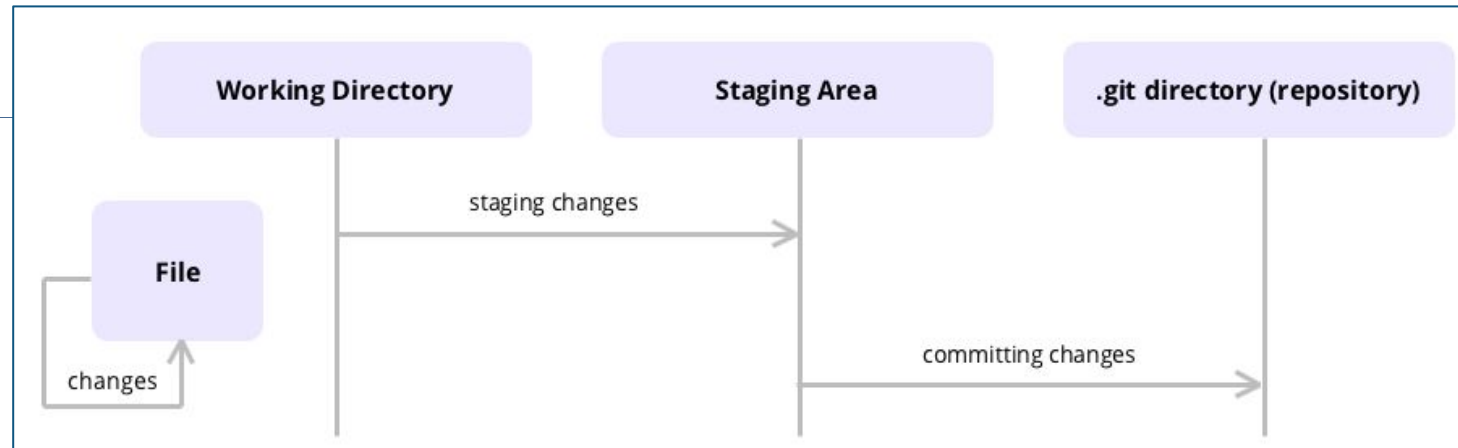 Working Directory
Staging Area
.git directory (repository)
staging changes
File
committing changes
changes